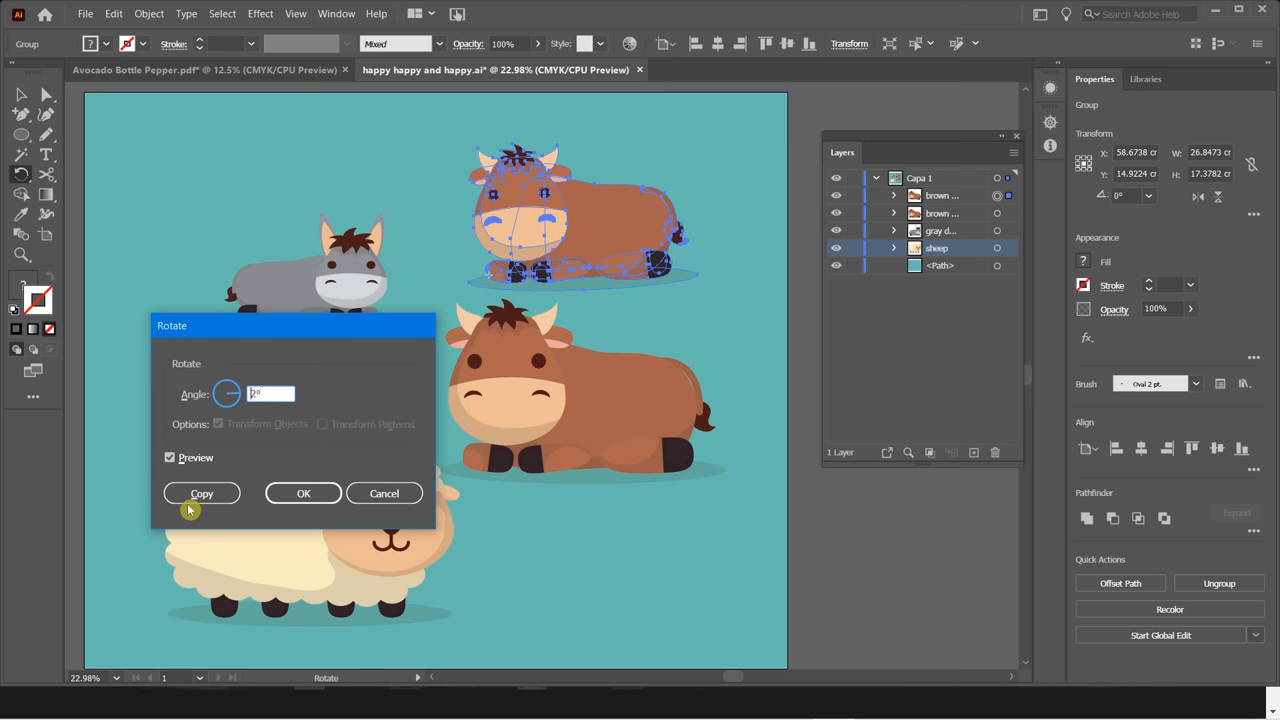 Ai File Edit Object Type Select Effect View Window Help Search Adobe Help
Group ? Stroke: Mixed Opacity: 100% Style: Transform
Avocado Bottle Pepper.pdf* @ 12.5% (CMYK/CPU Preview) × happy happy and happy.ai* @ 22.98% (CMYK/CPU Preview) ×
Properties Libraries
Group
Transform
X: 58.6738 cr W: 26.8473 cr
Y: 14.9224 cr H: 17.3782 cr
0°
Appearance
? Fill
Stroke
Opacity 100%
fx.
Brush Oval 2 pt.
Align
Pathfinder
Expand
Quick Actions
Offset Path Ungroup
Recolor
Start Global Edit
Layers
Capa 1
brown ...
brown ...
gray d...
sheep
<Path>
1 Layer
Rotate
Rotate
Angle: 2°
Options: Transform Objects Transform Patterns
Preview
Copy OK Cancel
22.98% 1 Rotate